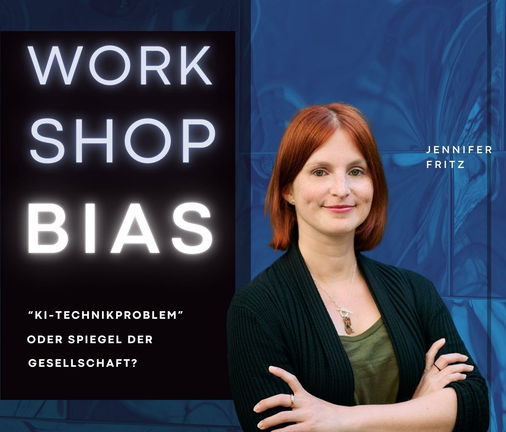 WORK
SHOP
BIAS
"KI-TECHNIKPROBLEM"
ODER SPIEGEL DER
GESELLSCHAFT?
JENNIFER
FRITZ